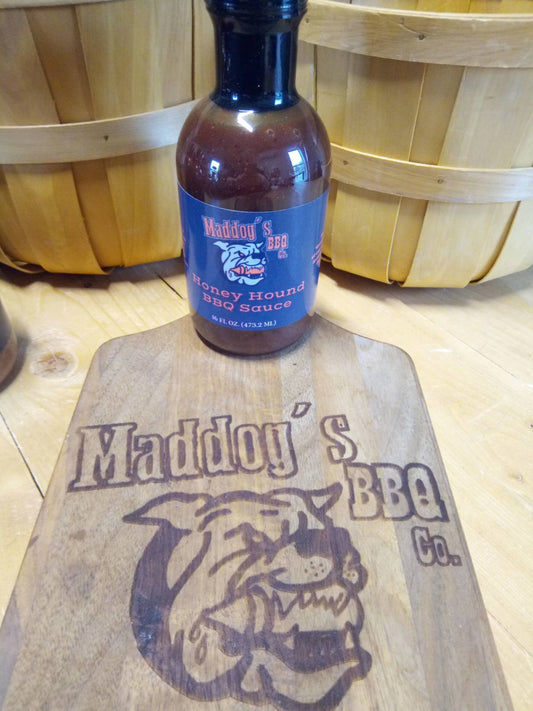 Maddog's
BBQ
Co.
Honey Hound
BBQ Sauce
16 FL OZ. (473.2 ML)
Maddog's
BBQ
Co.